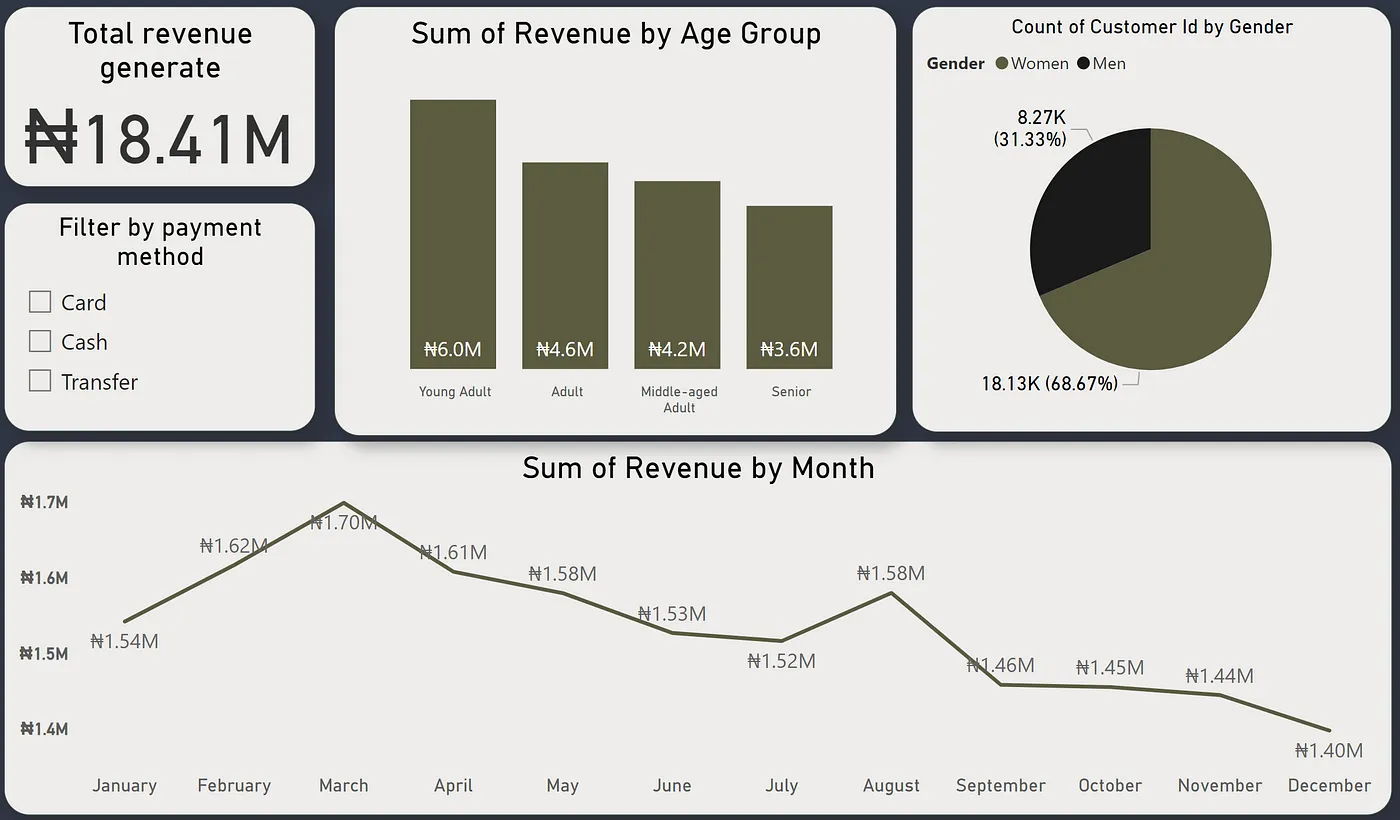 Total revenue
generate
₦18.41M
Filter by payment
method
Card
Cash
Transfer
Sum of Revenue by Age Group
₦6.0M
₦4.6M
₦4.2M
₦3.6M
Young Adult
Adult
Middle-aged
Adult
Senior
Count of Customer Id by Gender
Gender Women Men
8.27K
(31.33%)
18.13K (68.67%)
Sum of Revenue by Month
₦1.7M
₦1.6M
₦1.5M
₦1.4M
₦1.54M
₦1.62M
₦1.70M
₦1.61M
₦1.58M
₦1.53M
₦1.52M
₦1.58M
₦1.46M
₦1.45M
₦1.44M
₦1.40M
January
February
March
April
May
June
July
August
September
October
November
December